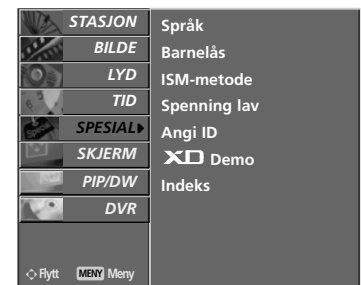 STASJON
BILDE
LYD
TID
SPESIAL
SKJERM
PIP/DW
DVR
Flytt MENY Meny
Språk
Barnelås
ISM-metode
Spenning lav
Angi ID
XD Demo
Indeks